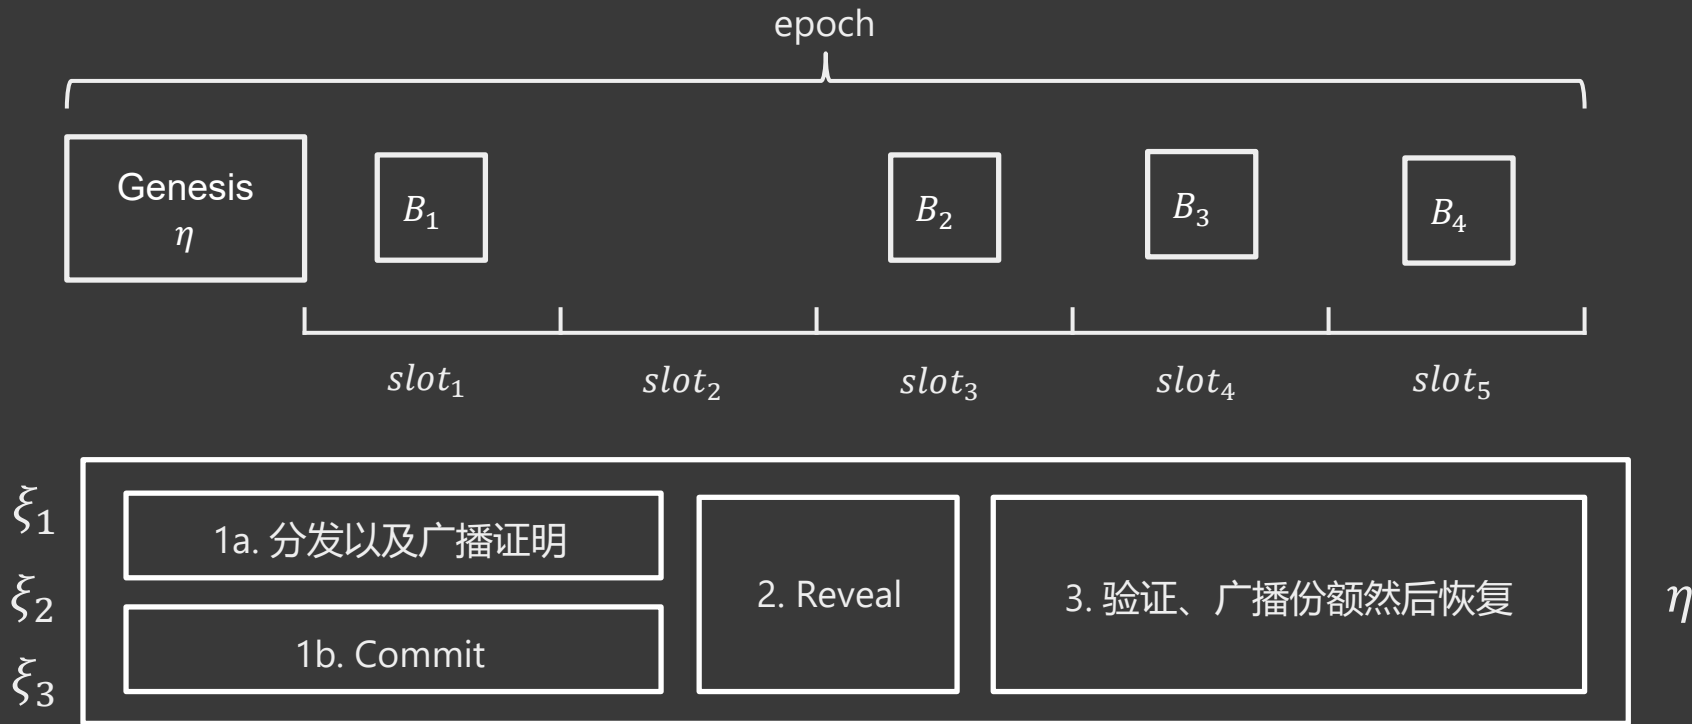 epoch
Genesis
η
B₁
B₂
B₃
B₄
slot₁
slot₂
slot₃
slot₄
slot₅
ξ₁
ξ₂
ξ₃
1a. 分发以及广播证明
1b. Commit
2. Reveal
3. 验证、广播份额然后恢复
η